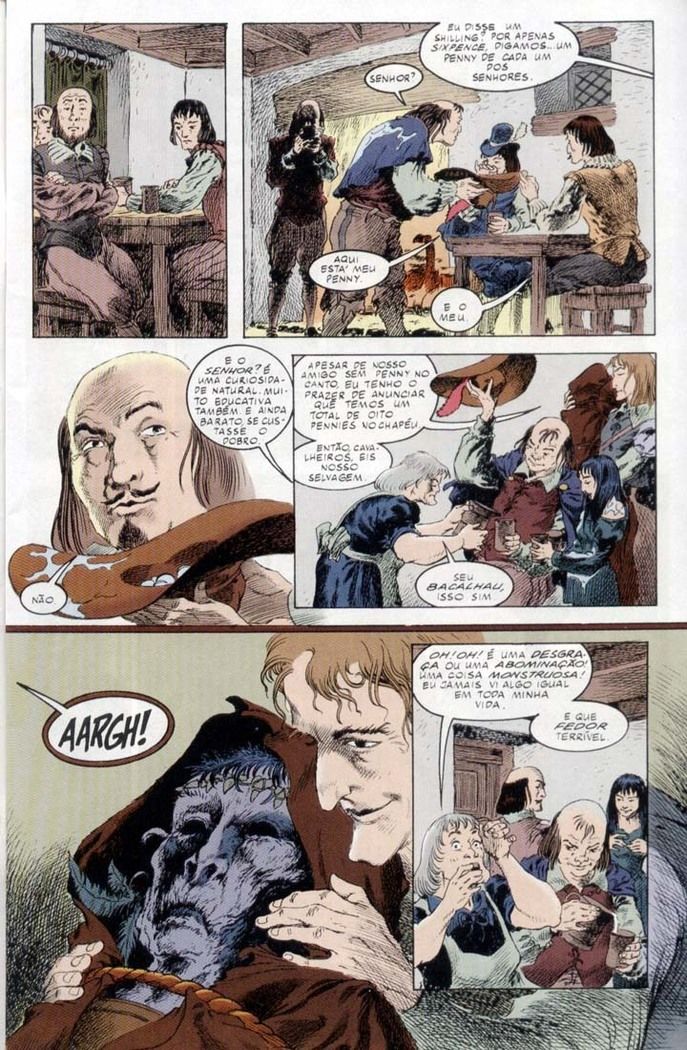 EU DISSE UM
SHILLING? POR APENAS
SIXPENCE, DIGAMOS...UM
PENNY DE CADA UM
DOS
SENHORES.
SENHOR?
AQUI
ESTA' MEU
PENNY.
E O
MEU.
E O
SENHOR? É
UMA CURIOSIDA-
DE NATURAL. MUI-
TO EDUCATIVA
TAMBÉM. E AINDA
BARATO, SE CUS-
TASSE O
DOBRO.
NÃO.
APESAR DE NOSSO
AMIGO SEM PENNY NO
CANTO, EU TENHO O
PRAZER DE ANUNCIAR
QUE TEMOS UM
TOTAL DE OITO
PENNIES NO CHAPÉU.
ENTÃO, CAVA-
LHEIROS, EIS
NOSSO
SELVAGEM.
SEU
BACALHAU,
ISSO SIM
AARGH!
OH! OH! É UMA DESGRA-
ÇA OU UMA ABOMINAÇÃO!
UMA COISA MONSTRUOSA!
EU JAMAIS VI ALGO IGUAL
EM TODA MINHA
VIDA.
E QUE
FEDOR
TERRÍVEL.